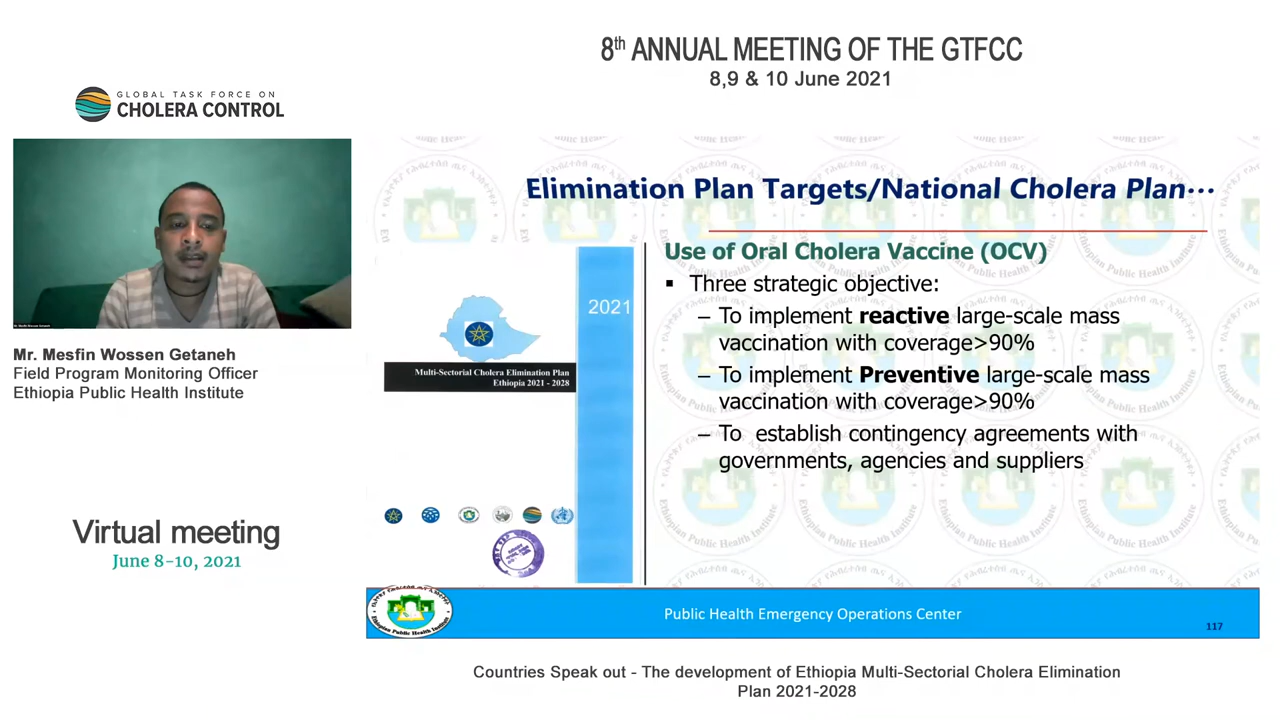 8th ANNUAL MEETING OF THE GTFCC
8,9 & 10 June 2021
GLOBAL TASK FORCE ON
CHOLERA CONTROL
Mr. Mesfin Wossen Getaneh
Field Program Monitoring Officer
Ethiopia Public Health Institute
Virtual meeting
June 8-10, 2021
Elimination Plan Targets/National Cholera Plan···
2021
Multi-Sectorial Cholera Elimination Plan
Ethiopia 2021 - 2028
Use of Oral Cholera Vaccine (OCV)
▪ Three strategic objective:
– To implement reactive large-scale mass
vaccination with coverage>90%
– To implement Preventive large-scale mass
vaccination with coverage>90%
– To establish contingency agreements with
governments, agencies and suppliers
Ethiopian Public Health Institute
Public Health Emergency Operations Center
117
Countries Speak out - The development of Ethiopia Multi-Sectorial Cholera Elimination
Plan 2021-2028